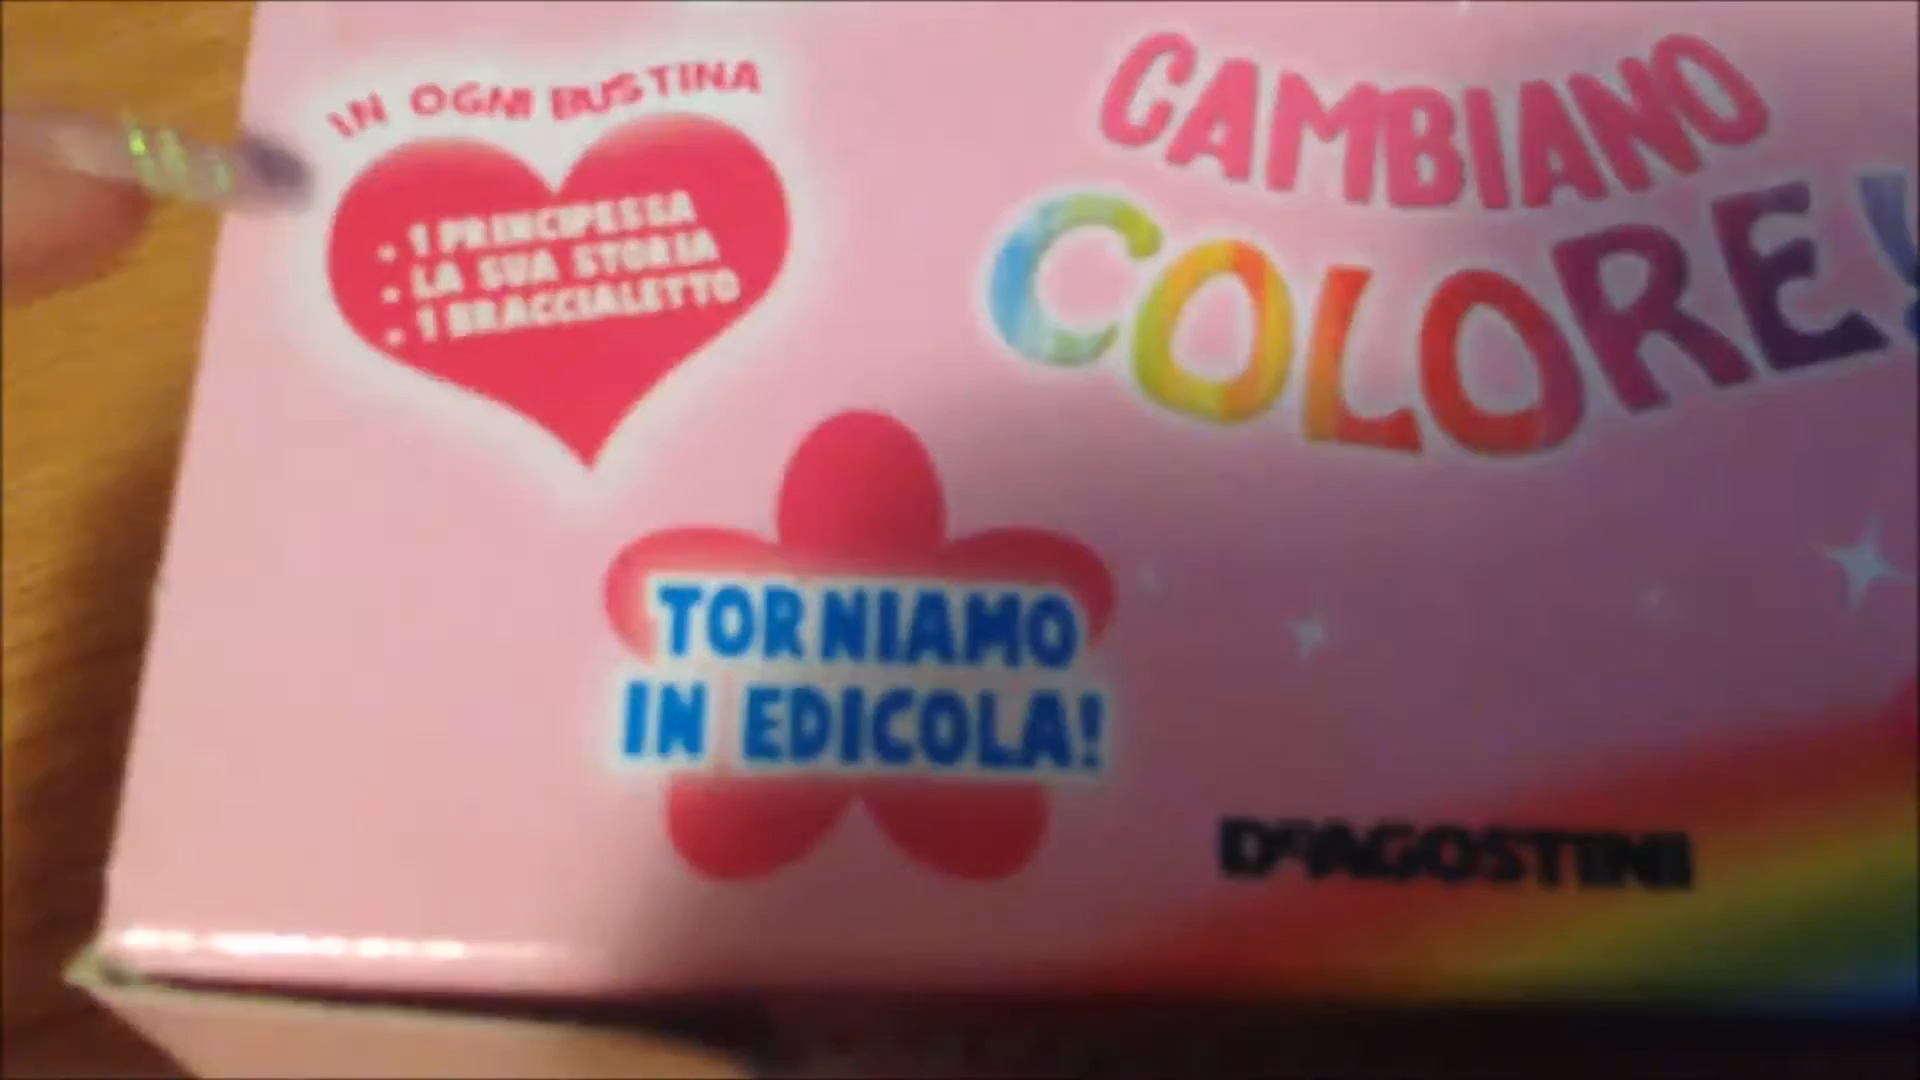 IN OGNI BUSTINA
• 1 PRINCIPESSA
• LA SUA STORIA
• 1 BRACCIALETTO
CAMBIANO
COLORE!
TORNIAMO
IN EDICOLA!
DeAGOSTINI